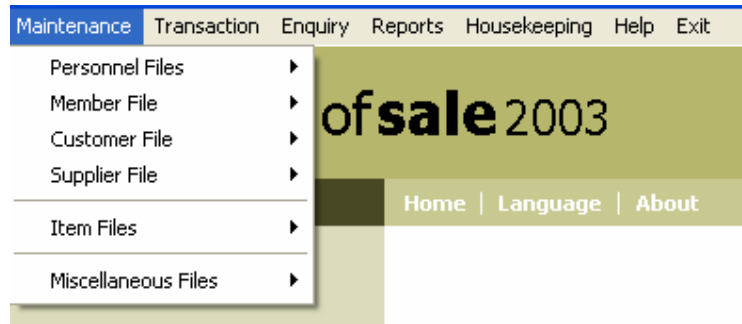 Maintenance Transaction Enquiry Reports Housekeeping Help Exit
Personnel Files
Member File
Customer File
Supplier File
Item Files
Miscellaneous Files
of sale 2003
Home | Language | About